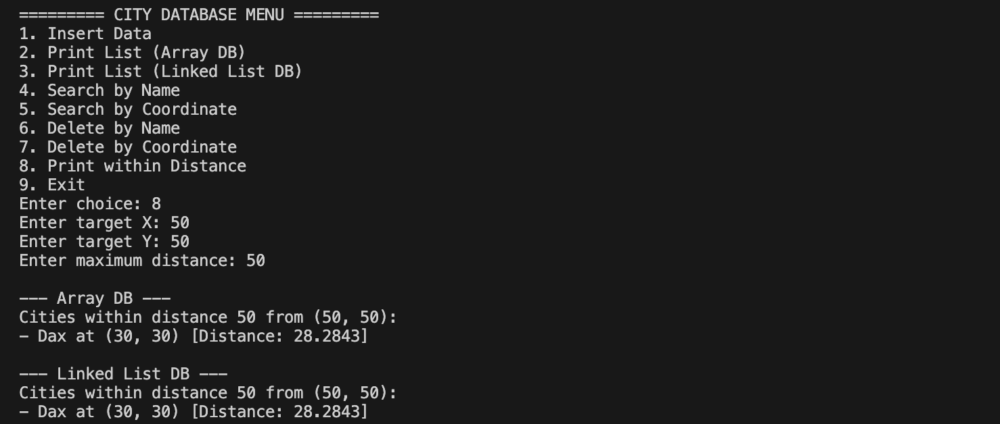 ========= CITY DATABASE MENU =========
1. Insert Data
2. Print List (Array DB)
3. Print List (Linked List DB)
4. Search by Name
5. Search by Coordinate
6. Delete by Name
7. Delete by Coordinate
8. Print within Distance
9. Exit
Enter choice: 8
Enter target X: 50
Enter target Y: 50
Enter maximum distance: 50
--- Array DB ---
Cities within distance 50 from (50, 50):
- Dax at (30, 30) [Distance: 28.2843]
--- Linked List DB ---
Cities within distance 50 from (50, 50):
- Dax at (30, 30) [Distance: 28.2843]